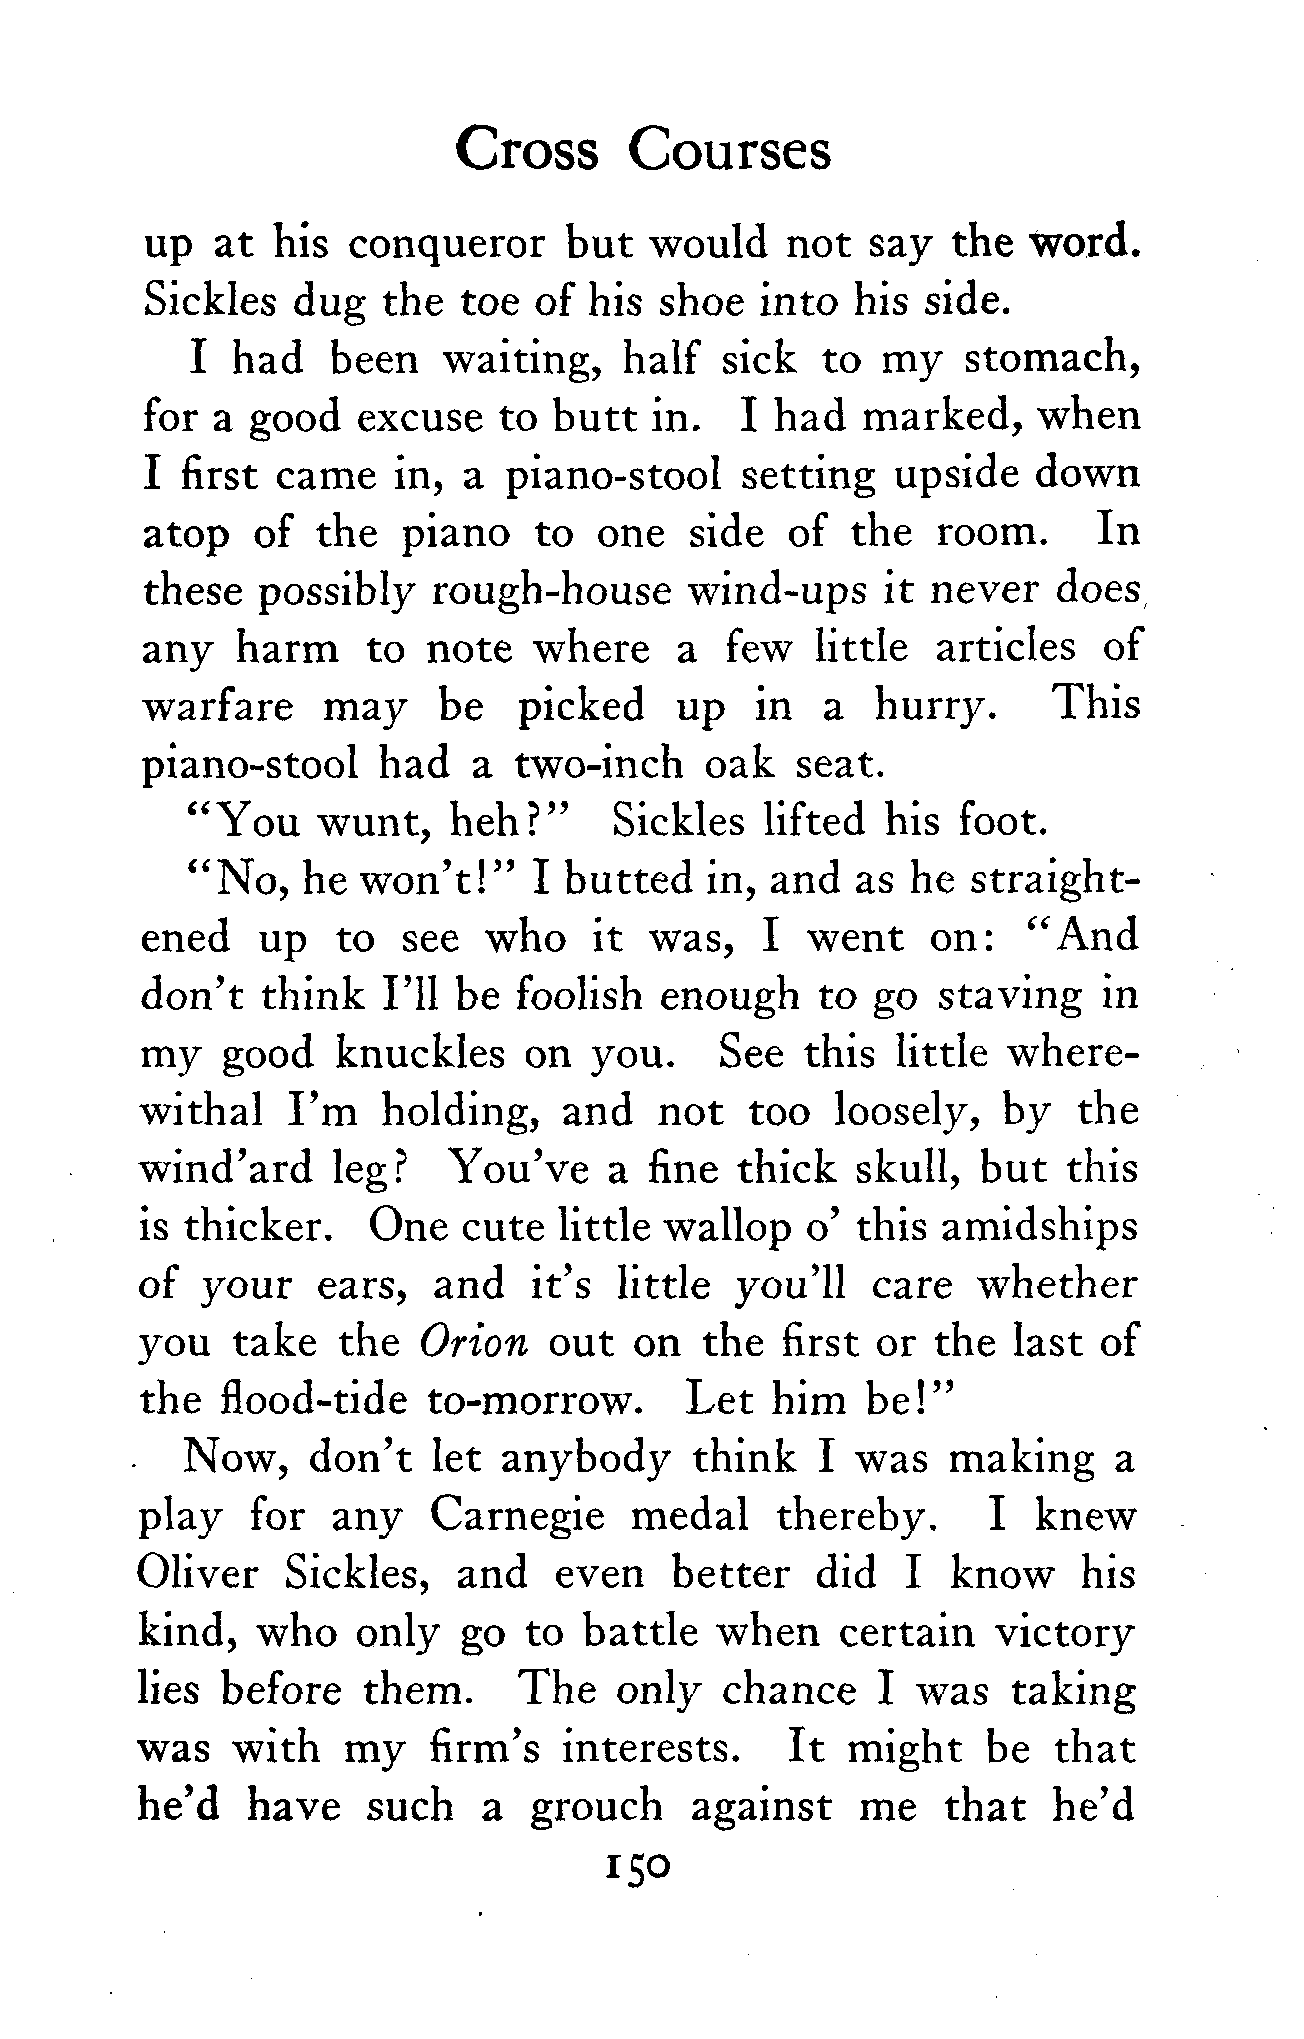 Cross Courses
up at his conqueror but would not say the word.
Sickles dug the toe of his shoe into his side.
I had been waiting, half sick to my stomach,
for a good excuse to butt in. I had marked, when
I first came in, a piano-stool setting upside down
atop of the piano to one side of the room. In
these possibly rough-house wind-ups it never does
any harm to note where a few little articles of
warfare may be picked up in a hurry. This
piano-stool had a two-inch oak seat.
“You wunt, heh?” Sickles lifted his foot.
“No, he won’t!” I butted in, and as he straight-
ened up to see who it was, I went on: “And
don’t think I’ll be foolish enough to go staving in
my good knuckles on you. See this little where-
withal I’m holding, and not too loosely, by the
wind’ard leg? You’ve a fine thick skull, but this
is thicker. One cute little wallop o’ this amidships
of your ears, and it’s little you’ll care whether
you take the Orion out on the first or the last of
the flood-tide to-morrow. Let him be!”
Now, don’t let anybody think I was making a
play for any Carnegie medal thereby. I knew
Oliver Sickles, and even better did I know his
kind, who only go to battle when certain victory
lies before them. The only chance I was taking
was with my firm’s interests. It might be that
he’d have such a grouch against me that he’d
150